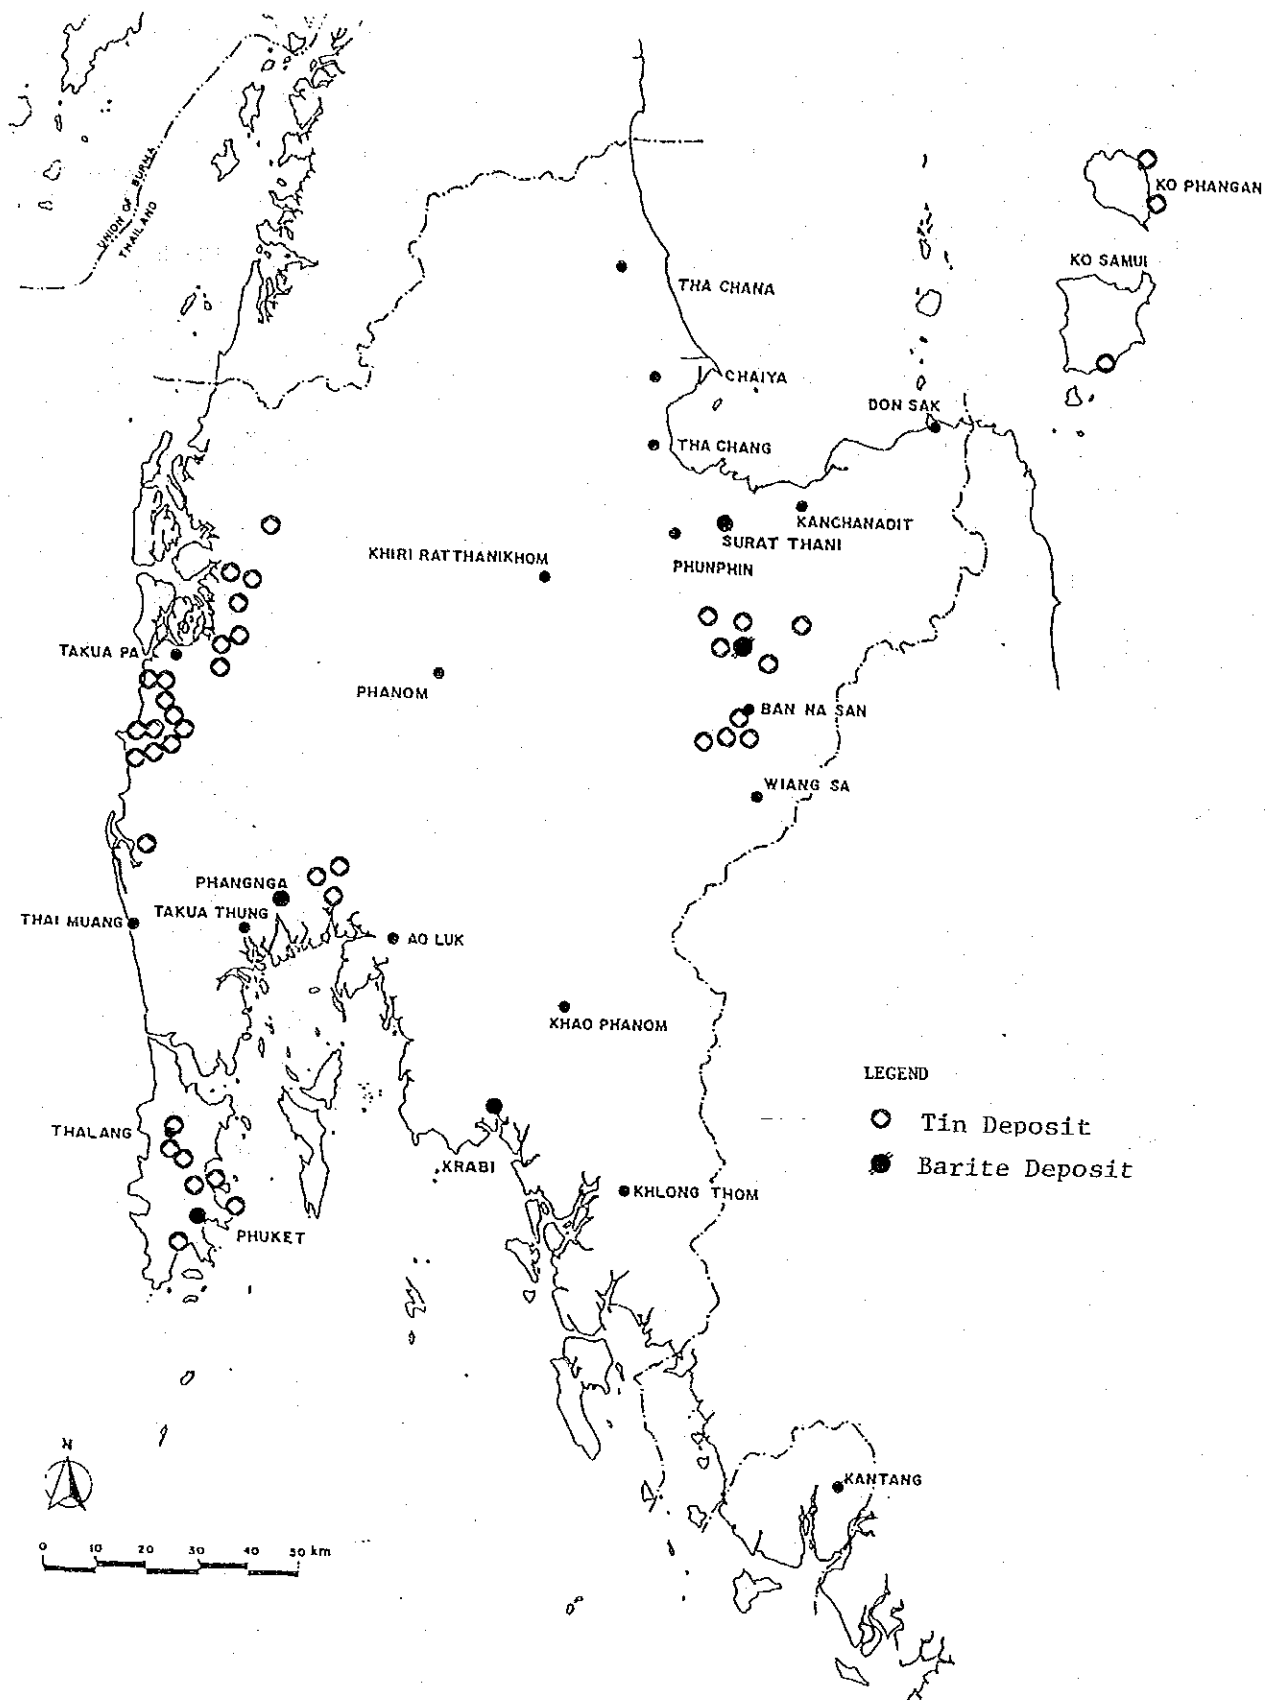 UNION OF BURMA
THAILAND
KO PHANGAN
KO SAMUI
THA CHANA
CHAIYA
DON SAK
THA CHANG
KANCHANADIT
SURAT THANI
KHIRI RATTHANIKHOM
PHUNPHIN
TAKUA PA
PHANOM
BAN NA SAN
WIANG SA
PHANGNGA
TAKUA THUNG
THAI MUANG
AO LUK
KHAO PHANOM
LEGEND
Tin Deposit
Barite Deposit
THALANG
KRABI
KHLONG THOM
PHUKET
N
KANTANG
0 10 20 30 50 km